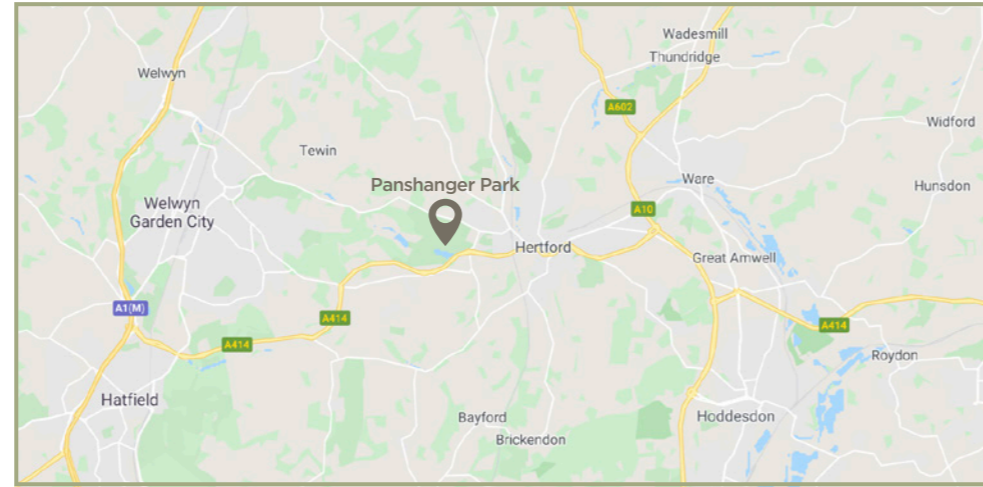 Wadesmill
Thundridge
Welwyn
A602
Widford
Tewin
Ware
Hunsdon
Panshanger Park
Welwyn
Garden City
A10
Hertford
Great Amwell
A1(M)
A414
A414
A414
Roydon
Hatfield
Bayford
Hoddesdon
Brickendon